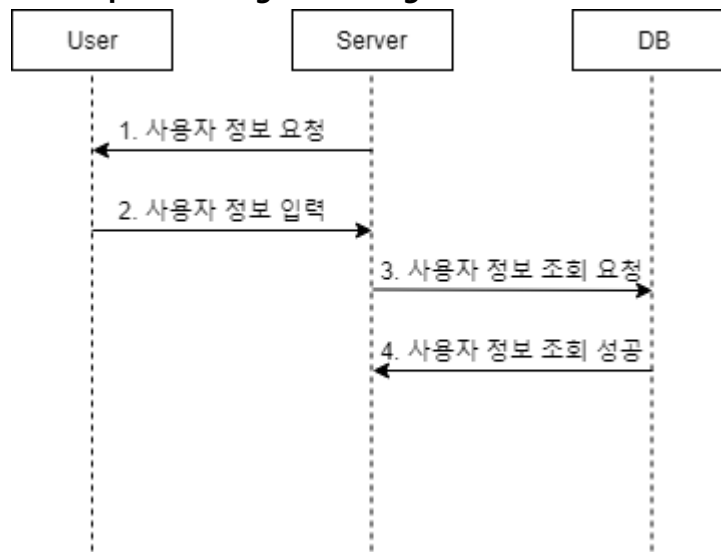 User
Server
DB
1. 사용자 정보 요청
2. 사용자 정보 입력
3. 사용자 정보 조회 요청
4. 사용자 정보 조회 성공